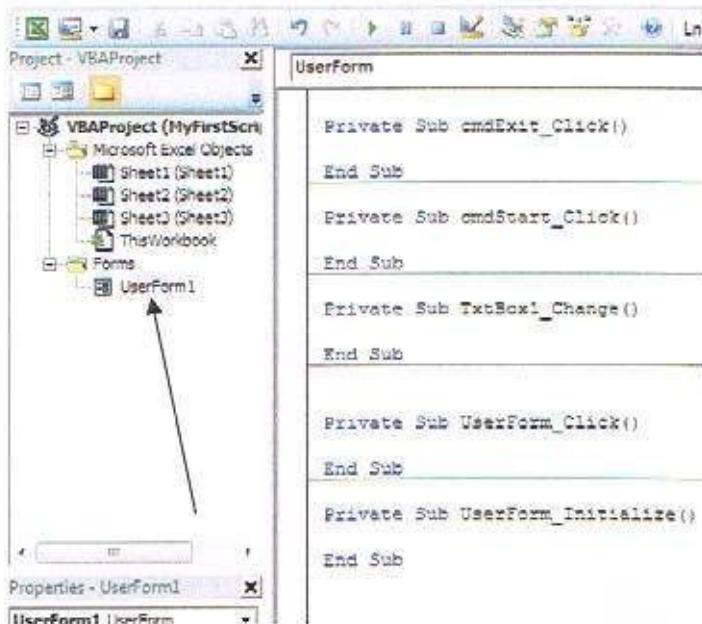 Ln
Project - VBAProject
UserForm
VBAProject (MyFirstScri
Microsoft Excel Objects
Sheet1 (Sheet1)
Sheet2 (Sheet2)
Sheet3 (Sheet3)
ThisWorkbook
Forms
UserForm1
Properties - UserForm1
UserForm1 UserForm
Private Sub cmdExit_Click()
End Sub
Private Sub cmdStart_Click()
End Sub
Private Sub TxtBox1_Change()
End Sub
Private Sub UserForm_Click()
End Sub
Private Sub UserForm_Initialize()
End Sub